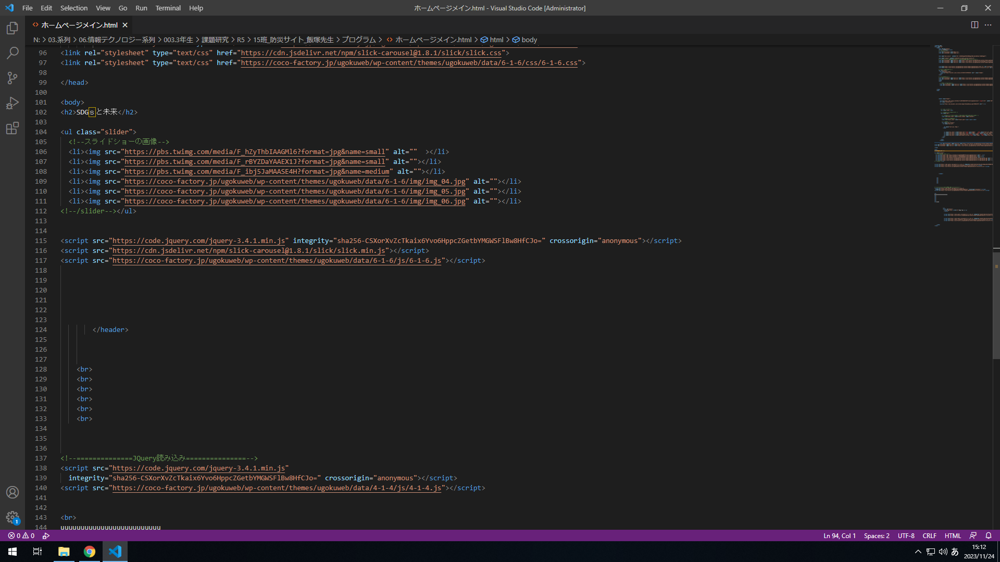 File Edit Selection View Go Run Terminal Help
ホームページメイン.html - Visual Studio Code [Administrator]
ホームページメイン.html
N: > 03.系列 > 06.情報テクノロジー系列 > 003.3年生 > 課題研究 > R5 > 15班_防災サイト_飯塚先生 > プログラム > ホームページメイン.html > html > body
96 <link rel="stylesheet" type="text/css" href="https://cdn.jsdelivr.net/npm/slick-carousel@1.8.1/slick/slick.css">
97 <link rel="stylesheet" type="text/css" href="https://coco-factory.jp/ugokuweb/wp-content/themes/ugokuweb/data/6-1-6/css/6-1-6.css">
98
99 </head>
100
101 <body>
102 <h2>SDGｓと未来</h2>
103
104 <ul class="slider">
105 <!--スライドショーの画像-->
106 <li><img src="https://pbs.twimg.com/media/F_hZyThbIAAGMl6?format=jpg&name=small" alt=""  ></li>
107 <li><img src="https://pbs.twimg.com/media/F_rBYZDaYAAEX1J?format=jpg&name=small" alt=""></li>
108 <li><img src="https://pbs.twimg.com/media/F_ibj5JaMAASE4H?format=jpg&name=medium" alt=""></li>
109 <li><img src="https://coco-factory.jp/ugokuweb/wp-content/themes/ugokuweb/data/6-1-6/img/img_04.jpg" alt=""></li>
110 <li><img src="https://coco-factory.jp/ugokuweb/wp-content/themes/ugokuweb/data/6-1-6/img/img_05.jpg" alt=""></li>
111 <li><img src="https://coco-factory.jp/ugokuweb/wp-content/themes/ugokuweb/data/6-1-6/img/img_06.jpg" alt=""></li>
112 <!--/slider--></ul>
113
114
115 <script src="https://code.jquery.com/jquery-3.4.1.min.js" integrity="sha256-CSXorXvZcTkaix6Yvo6HppcZGetbYMGWSFlBw8HfCJo=" crossorigin="anonymous"></script>
116 <script src="https://cdn.jsdelivr.net/npm/slick-carousel@1.8.1/slick/slick.min.js"></script>
117 <script src="https://coco-factory.jp/ugokuweb/wp-content/themes/ugokuweb/data/6-1-6/js/6-1-6.js"></script>
118
119
120
121
122
123
124 </header>
125
126
127
128 <br>
129 <br>
130 <br>
131 <br>
132 <br>
133 <br>
134
135
136
137 <!--==============JQuery読み込み===============-->
138 <script src="https://code.jquery.com/jquery-3.4.1.min.js"
139 integrity="sha256-CSXorXvZcTkaix6Yvo6HppcZGetbYMGWSFlBw8HfCJo=" crossorigin="anonymous"></script>
140 <script src="https://coco-factory.jp/ugokuweb/wp-content/themes/ugokuweb/data/4-1-4/js/4-1-4.js"></script>
141
142
143 <br>
144 uuuuuuuuuuuuuuuuuuuuuuuuu
1
0 0
Ln 94, Col 1 Spaces: 2 UTF-8 CRLF HTML
あ
15:12
2023/11/24